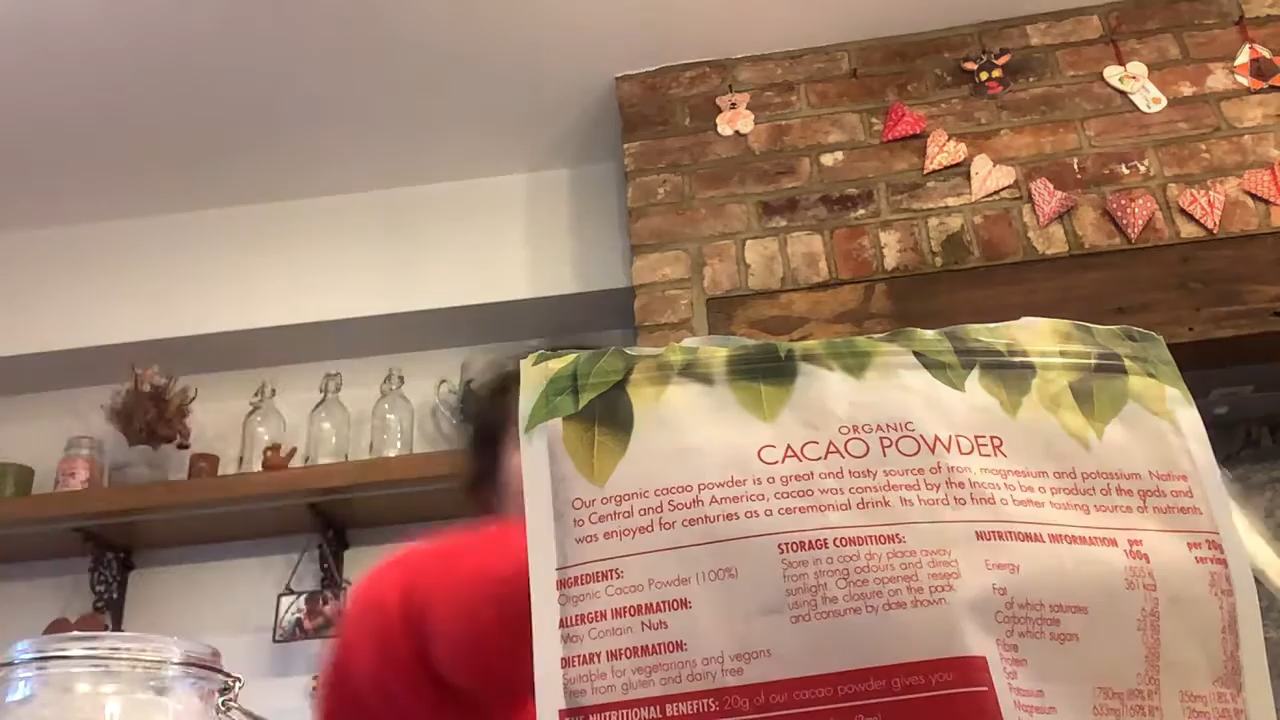 ORGANIC
CACAO POWDER
Our organic cacao powder is a great and tasty source of iron, magnesium and potassium. Native
to Central and South America, cacao was considered by the Incas to be a product of the gods and
was enjoyed for centuries as a ceremonial drink. Its hard to find a better tasting source of nutrients
INGREDIENTS:
Organic Cacao Powder (100%)
ALLERGEN INFORMATION:
May Contain: Nuts
DIETARY INFORMATION:
Suitable for vegetarians and vegans
Free from gluten and dairy free
STORAGE CONDITIONS:
Store in a cool dry place away
from strong odours and direct
sunlight. Once opened, reseal
using the closure on the pack
and consume by date shown.
NUTRITIONAL INFORMATION per 100g per 20g serving
Energy
361 kcal
Fat
of which saturates
Carbohydrate
of which sugars
Fibre
Protein
Salt
Potassium
Magnesium
THE NUTRITIONAL BENEFITS: 20g of our cacao powder gives you